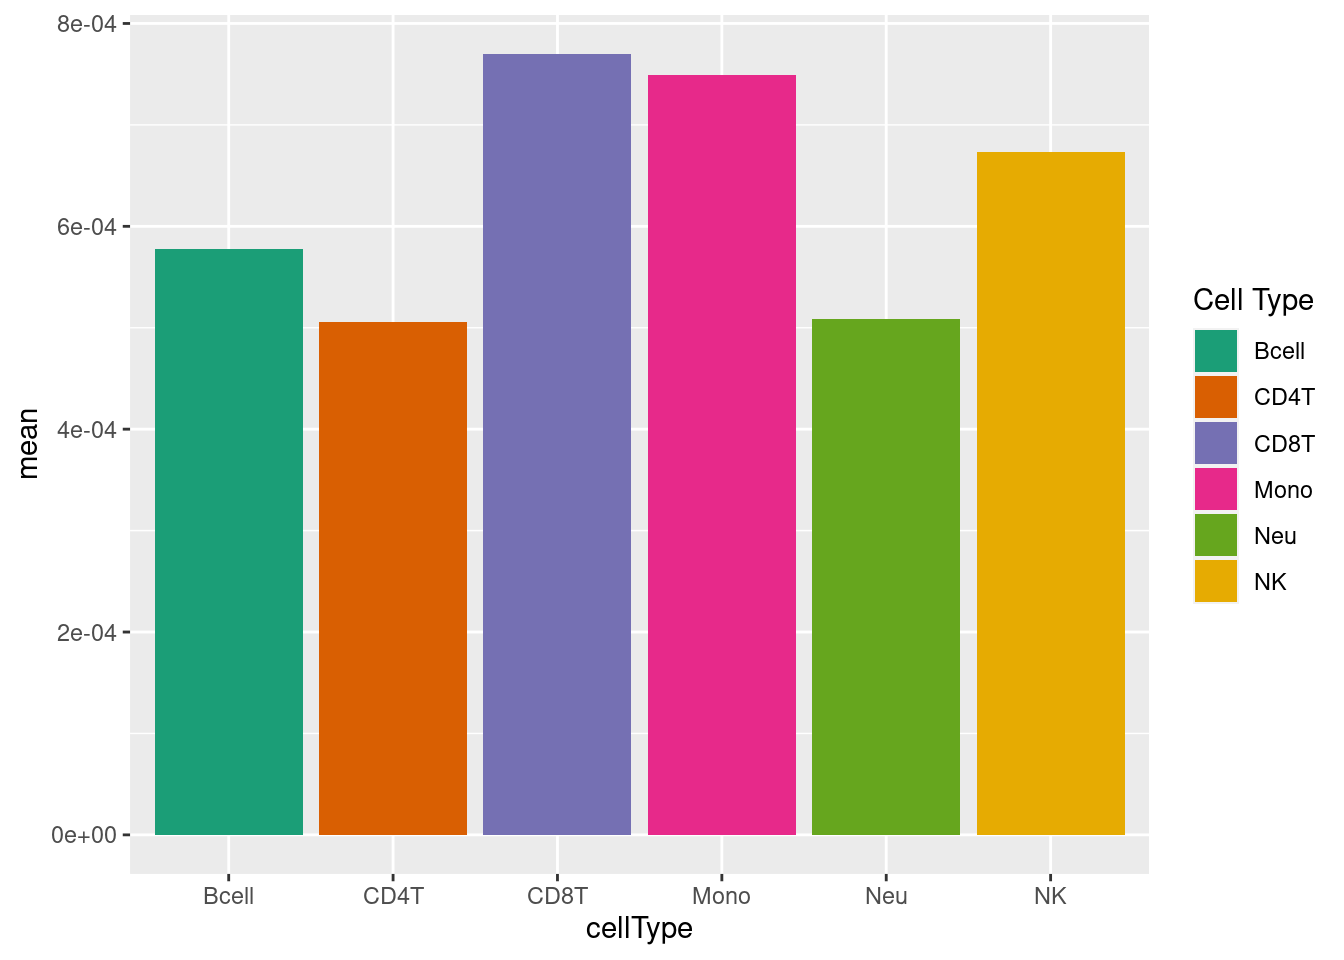 8e-04
6e-04
4e-04
2e-04
0e+00
mean
Bcell CD4T CD8T Mono Neu NK
cellType
Cell Type
Bcell
CD4T
CD8T
Mono
Neu
NK